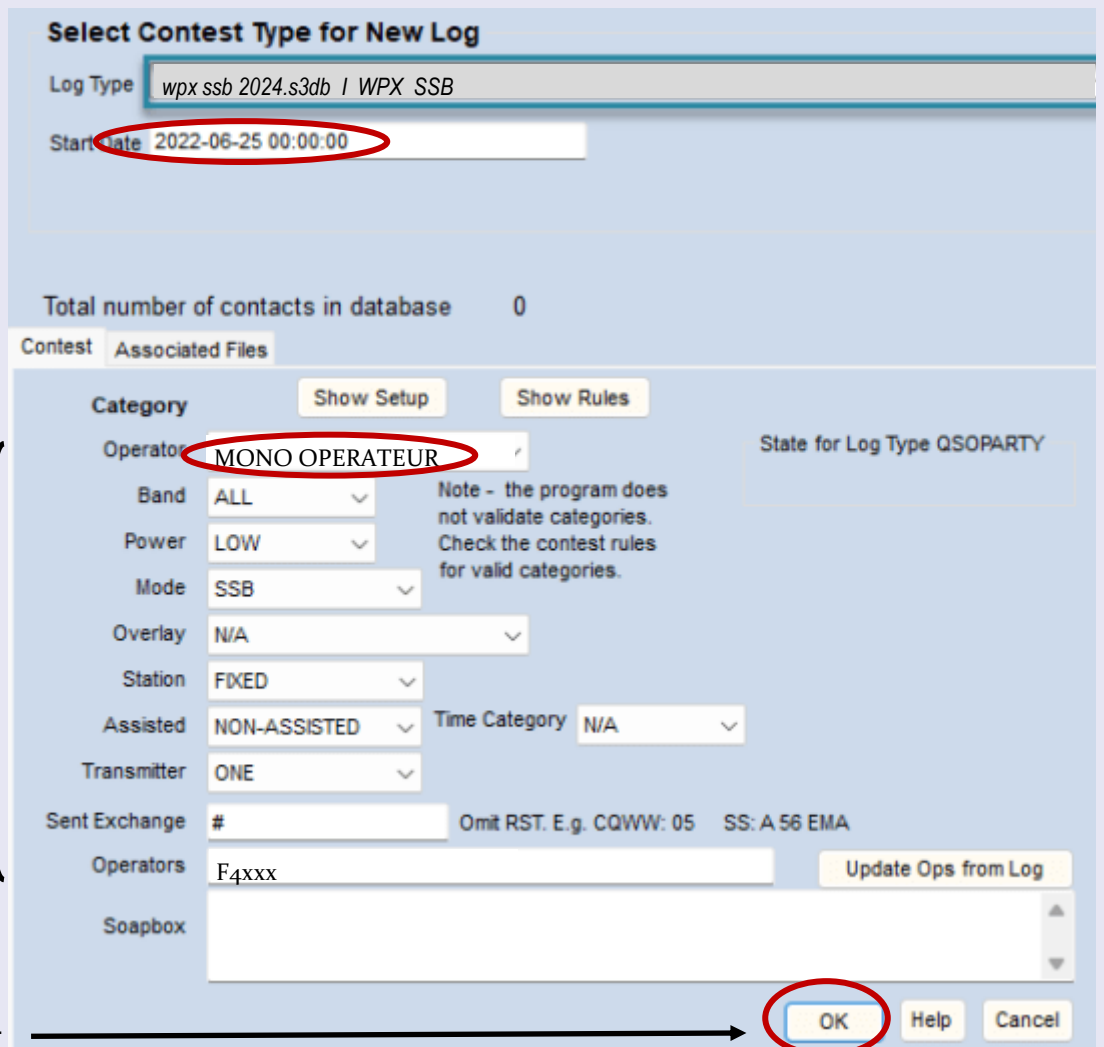 Select Contest Type for New Log
Log Type wpx ssb 2024.s3db I WPX SSB
Start Date 2022-06-25 00:00:00
Total number of contacts in database 0
Contest Associated Files
Category Show Setup Show Rules
Operator MONO OPERATEUR State for Log Type QSOPARTY
Band ALL Note - the program does
not validate categories.
Power LOW Check the contest rules
for valid categories.
Mode SSB
Overlay N/A
Station FIXED
Assisted NON-ASSISTED Time Category N/A
Transmitter ONE
Sent Exchange # Omit RST. E.g. CQWW: 05 SS: A 56 EMA
Operators F4xxx Update Ops from Log
Soapbox
OK Help Cancel